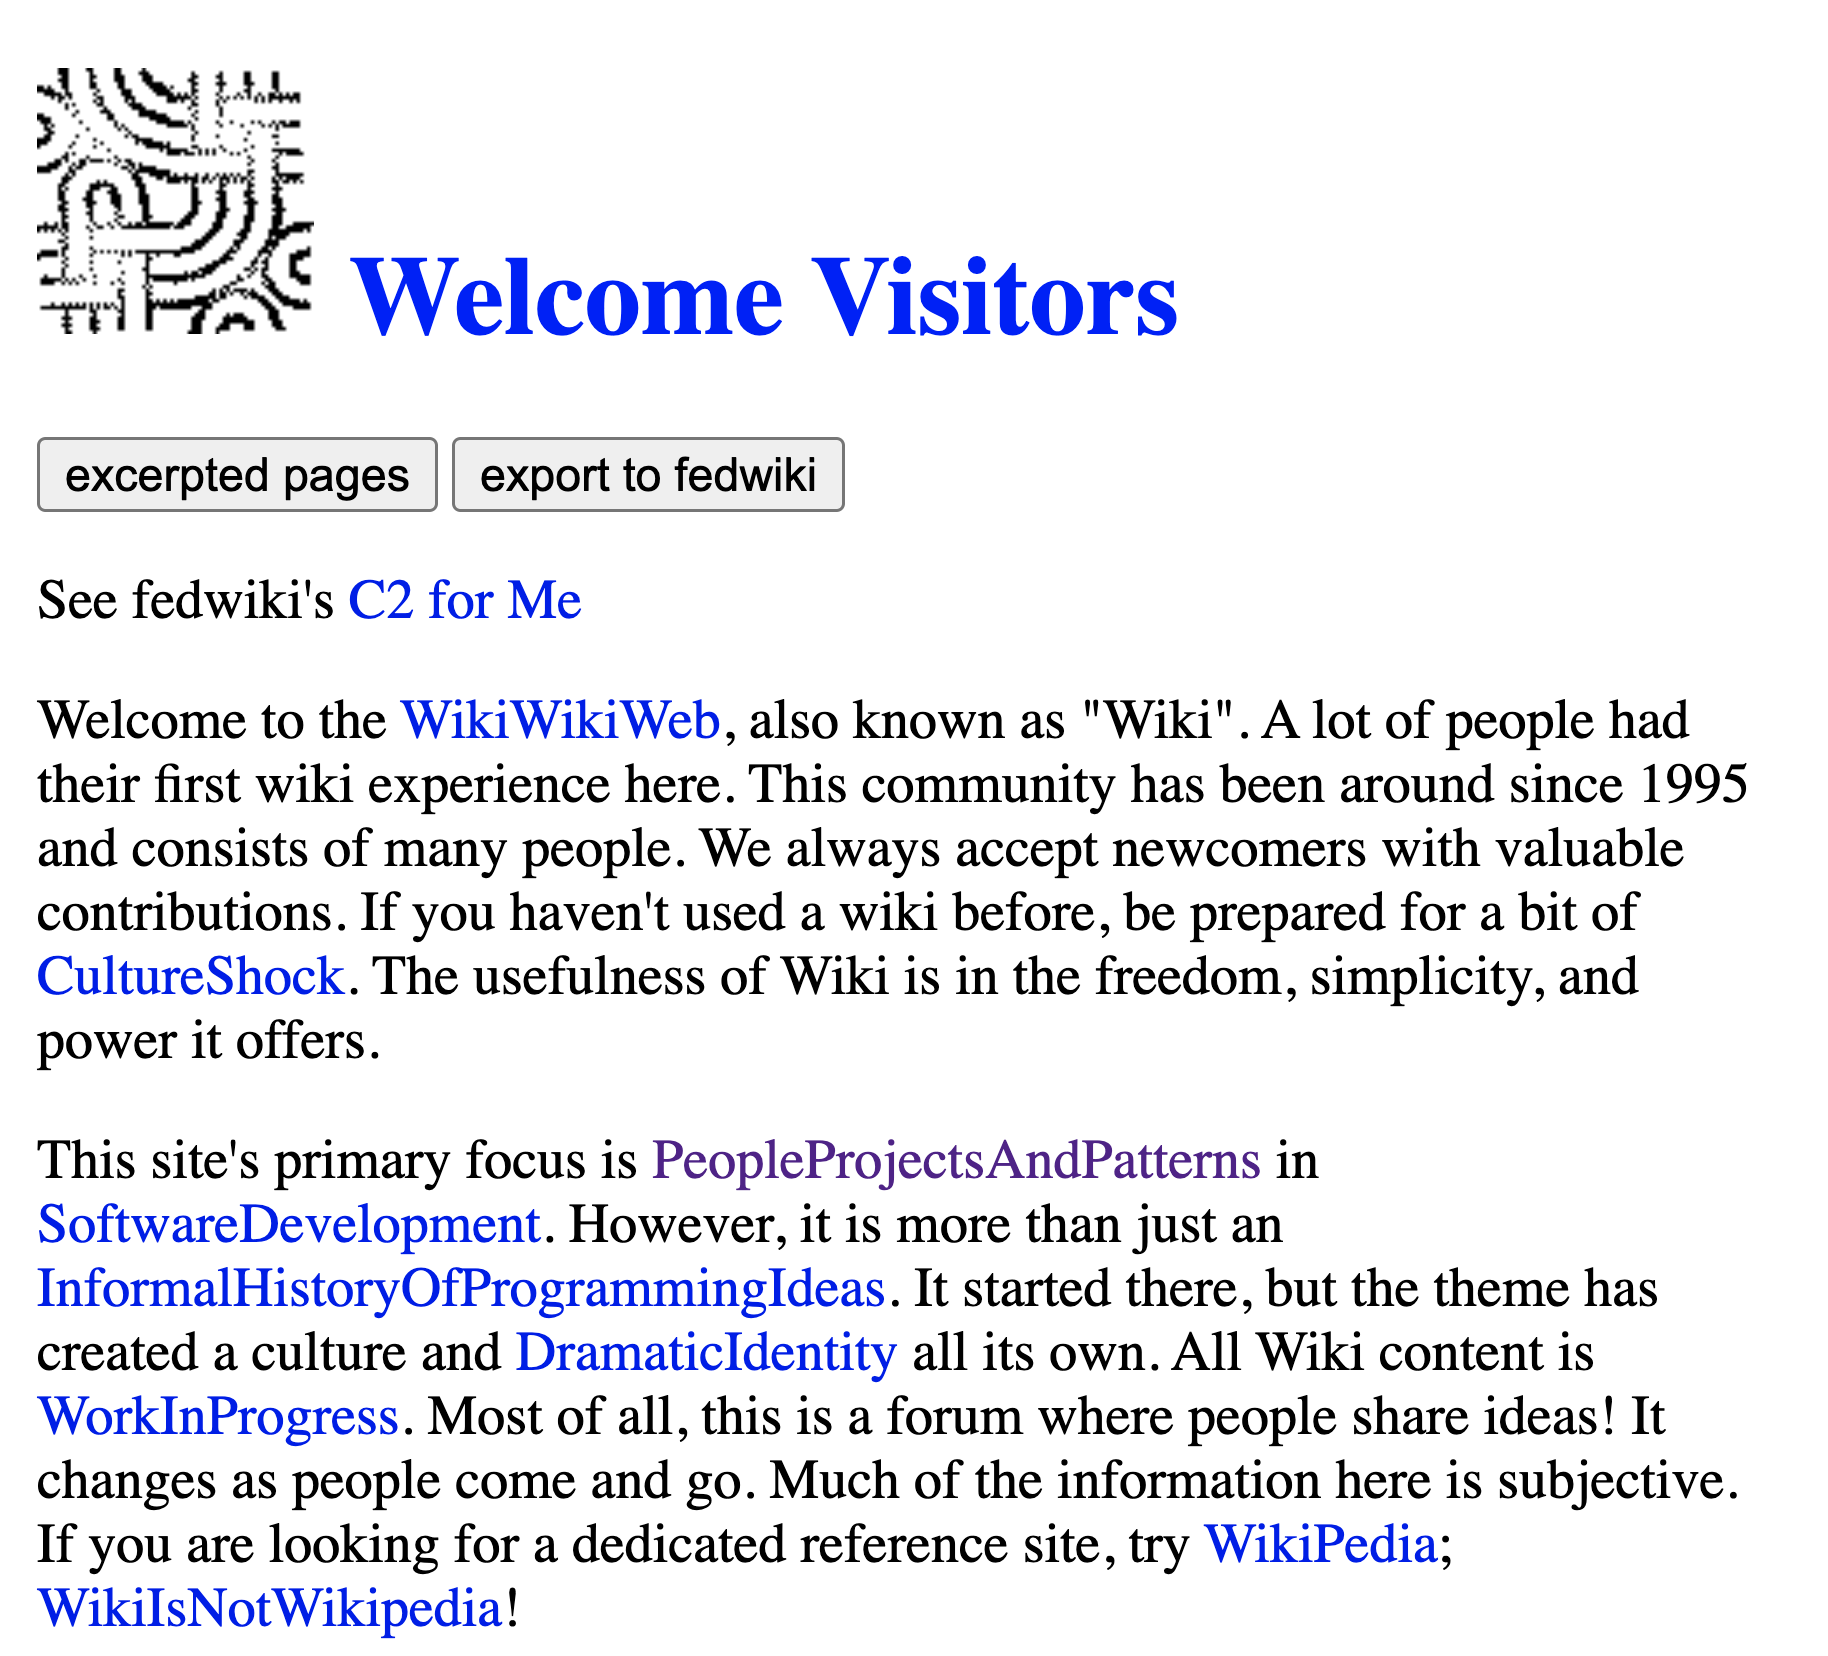 Welcome Visitors
excerpted pages export to fedwiki
See fedwiki's C2 for Me
Welcome to the WikiWikiWeb, also known as "Wiki". A lot of people had
their first wiki experience here. This community has been around since 1995
and consists of many people. We always accept newcomers with valuable
contributions. If you haven't used a wiki before, be prepared for a bit of
CultureShock. The usefulness of Wiki is in the freedom, simplicity, and
power it offers.
This site's primary focus is PeopleProjectsAndPatterns in
SoftwareDevelopment. However, it is more than just an
InformalHistoryOfProgrammingIdeas. It started there, but the theme has
created a culture and DramaticIdentity all its own. All Wiki content is
WorkInProgress. Most of all, this is a forum where people share ideas! It
changes as people come and go. Much of the information here is subjective.
If you are looking for a dedicated reference site, try WikiPedia;
WikiIsNotWikipedia!